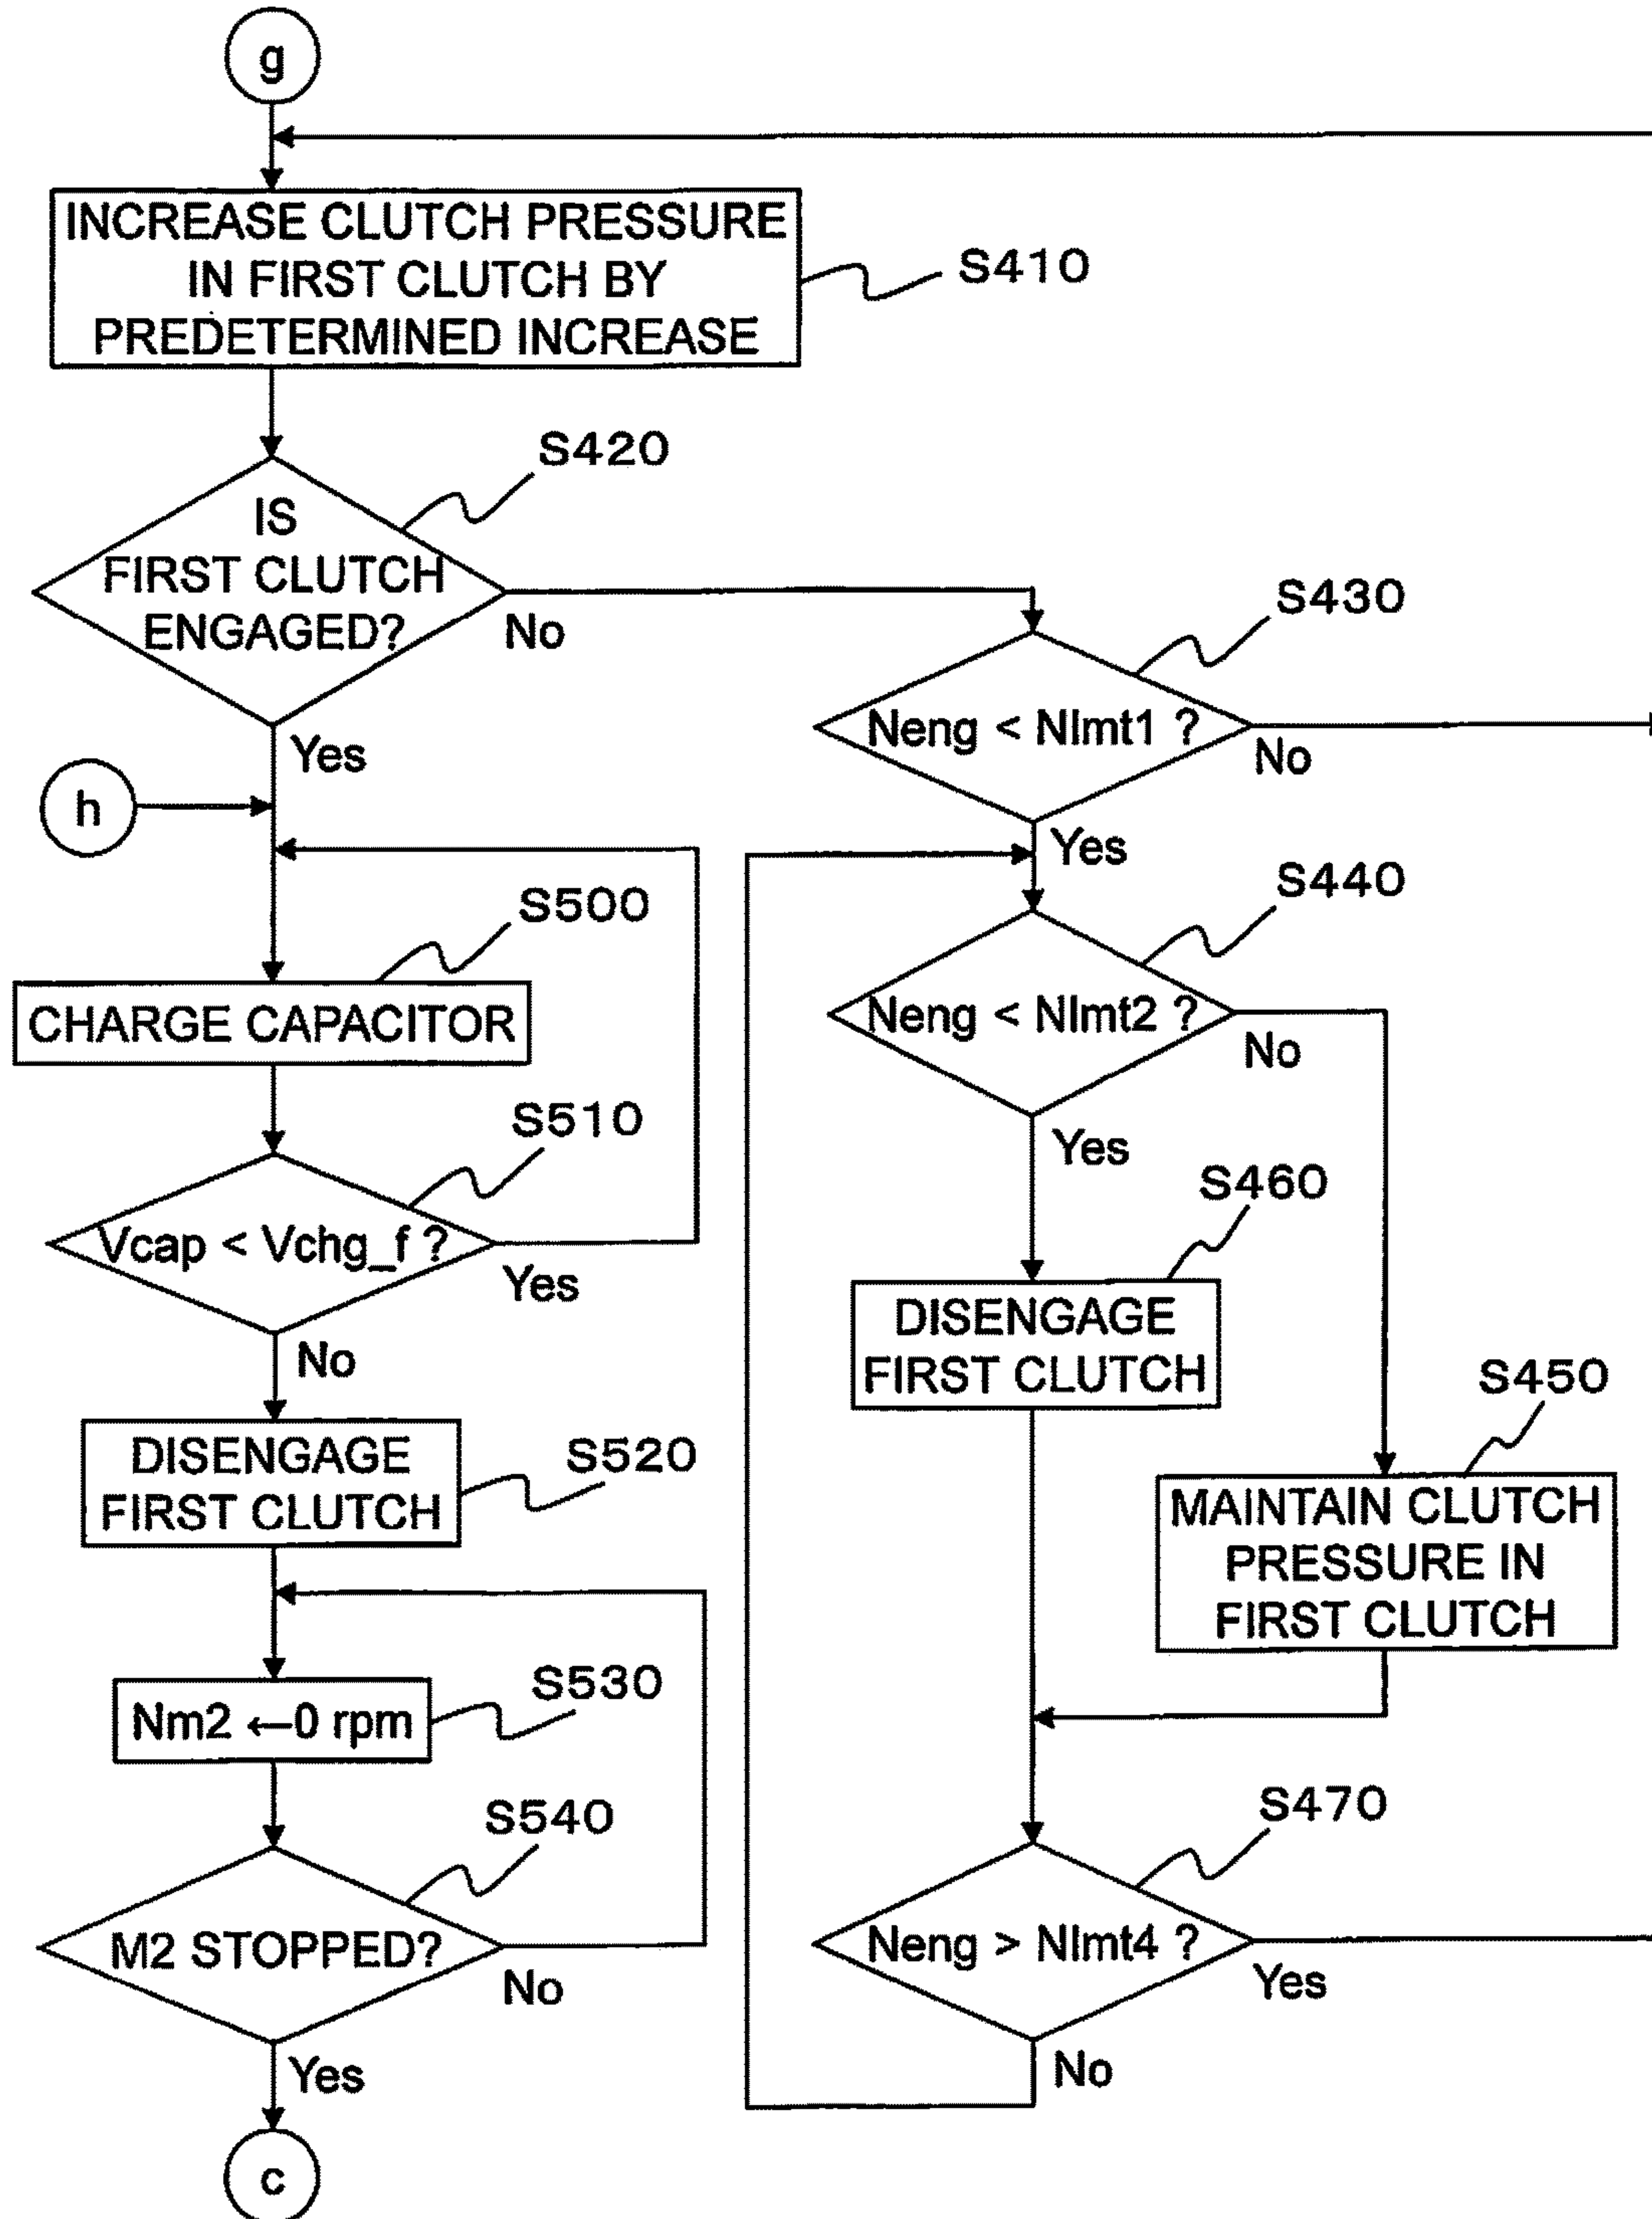 g
INCREASE CLUTCH PRESSURE
IN FIRST CLUTCH BY
PREDETERMINED INCREASE
S410
S420
IS
FIRST CLUTCH
ENGAGED?
No
Yes
S430
Neng < Nlmt1 ?
No
Yes
h
S440
Neng < Nlmt2 ?
No
Yes
S500
CHARGE CAPACITOR
S510
Vcap < Vchg_f ?
Yes
No
S460
DISENGAGE
FIRST CLUTCH
S450
MAINTAIN CLUTCH
PRESSURE IN
FIRST CLUTCH
S520
DISENGAGE
FIRST CLUTCH
S530
Nm2 ←0 rpm
S540
M2 STOPPED?
No
Yes
S470
Neng > Nlmt4 ?
Yes
No
c